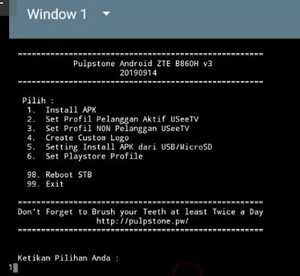 Window 1
==================================================
Pulpstone Android ZTE B860H v3
20190914
==================================================
Pilih :
1. Install APK
2. Set Profil Pelanggan Aktif USeeTV
3. Set Profil NON Pelanggan USeeTV
4. Create Custom Logo
5. Setting Install APK dari USB/MicroSD
6. Set Playstore Profile
98. Reboot STB
99. Exit
==================================================
Don't Forget to Brush your Teeth at least Twice a Day
http://pulpstone.pw/
==================================================
Ketikan Pilihan Anda :
1